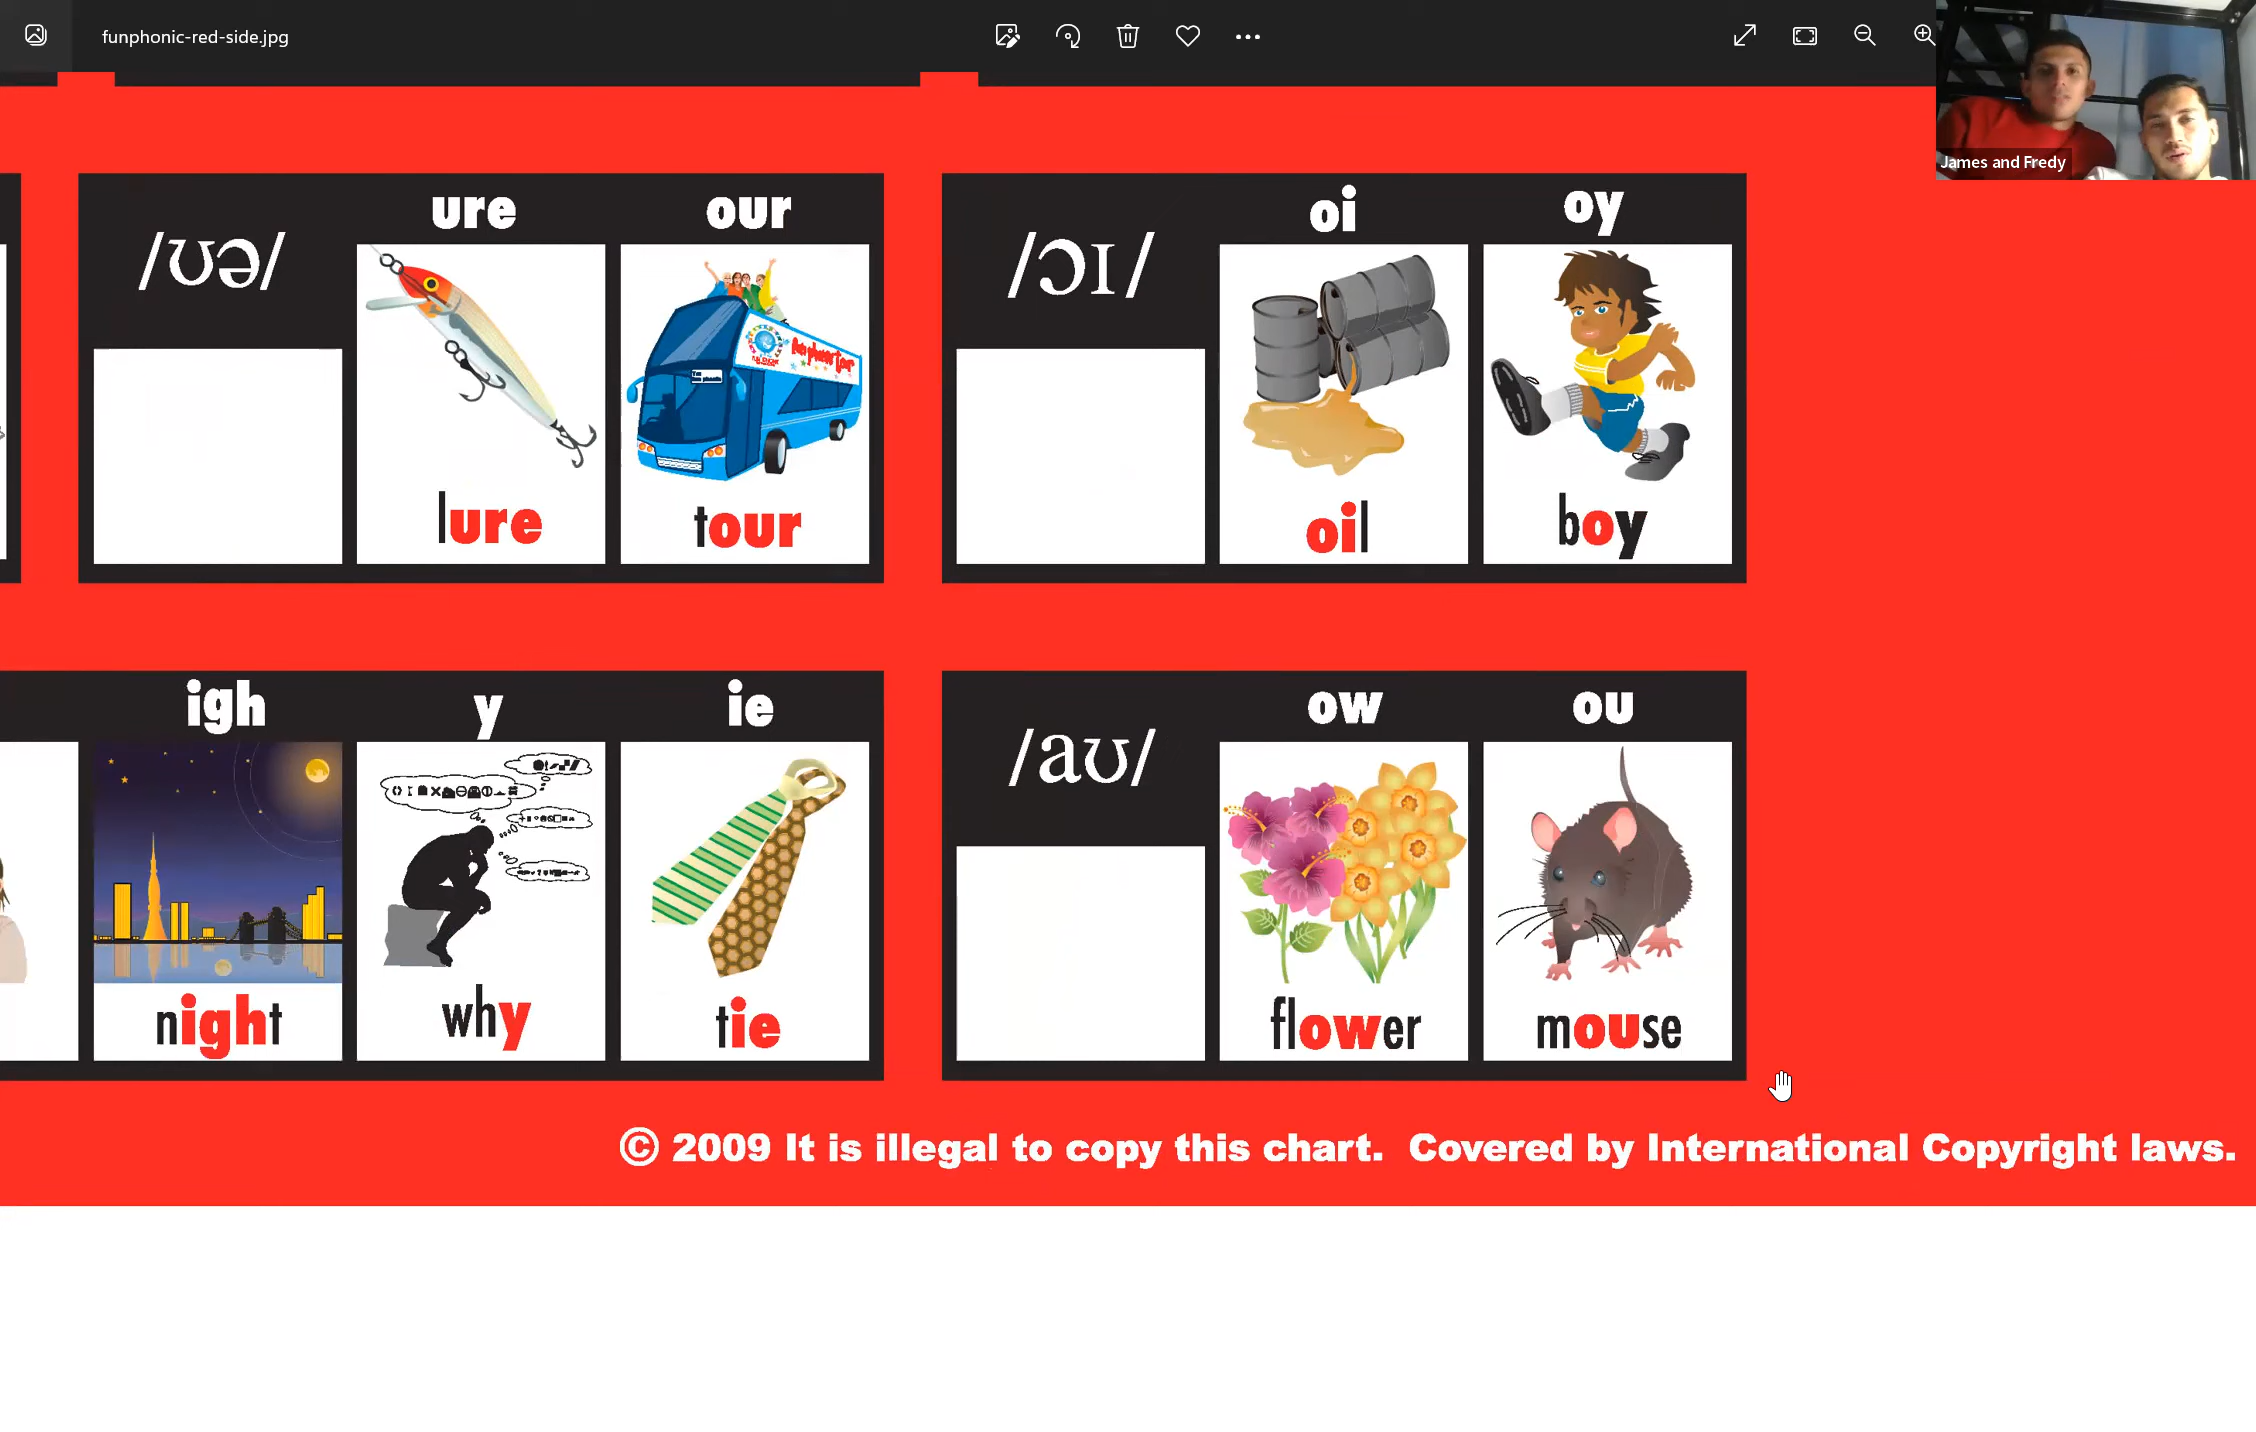 funphonic-red-side.jpg
James and Fredy
/ʊə/
ure
our
lure
tour
/ɔɪ/
oi
oy
oil
boy
igh
y
ie
night
why
tie
/aʊ/
ow
ou
flower
mouse
© 2009 It is illegal to copy this chart. Covered by International Copyright laws.